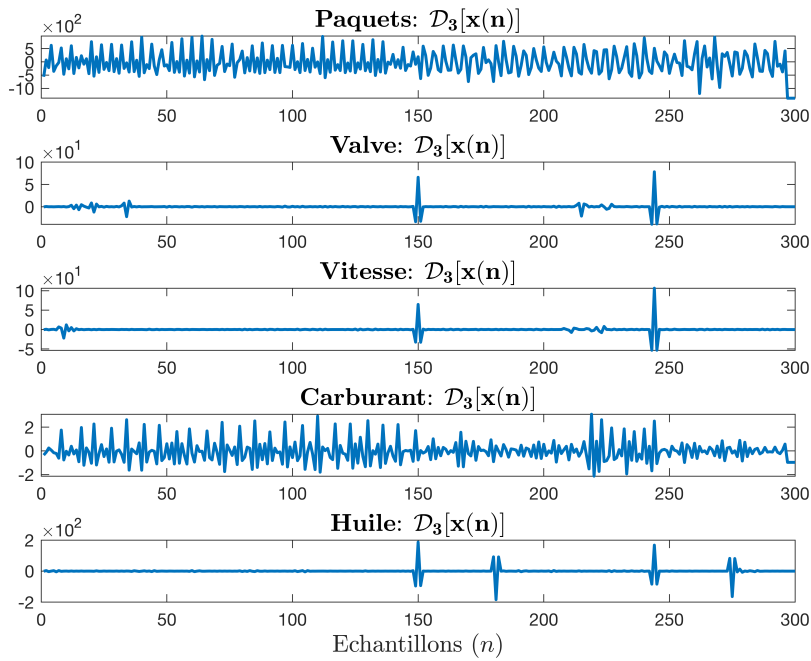 Paquets: 𝒟₃[x(n)]
×10²
5
0
-5
-10
0 50 100 150 200 250 300
Valve: 𝒟₃[x(n)]
×10¹
10
5
0
0 50 100 150 200 250 300
Vitesse: 𝒟₃[x(n)]
×10¹
10
5
0
-5
0 50 100 150 200 250 300
Carburant: 𝒟₃[x(n)]
2
0
-2
0 50 100 150 200 250 300
Huile: 𝒟₃[x(n)]
×10²
2
0
-2
0 50 100 150 200 250 300
Echantillons (n)